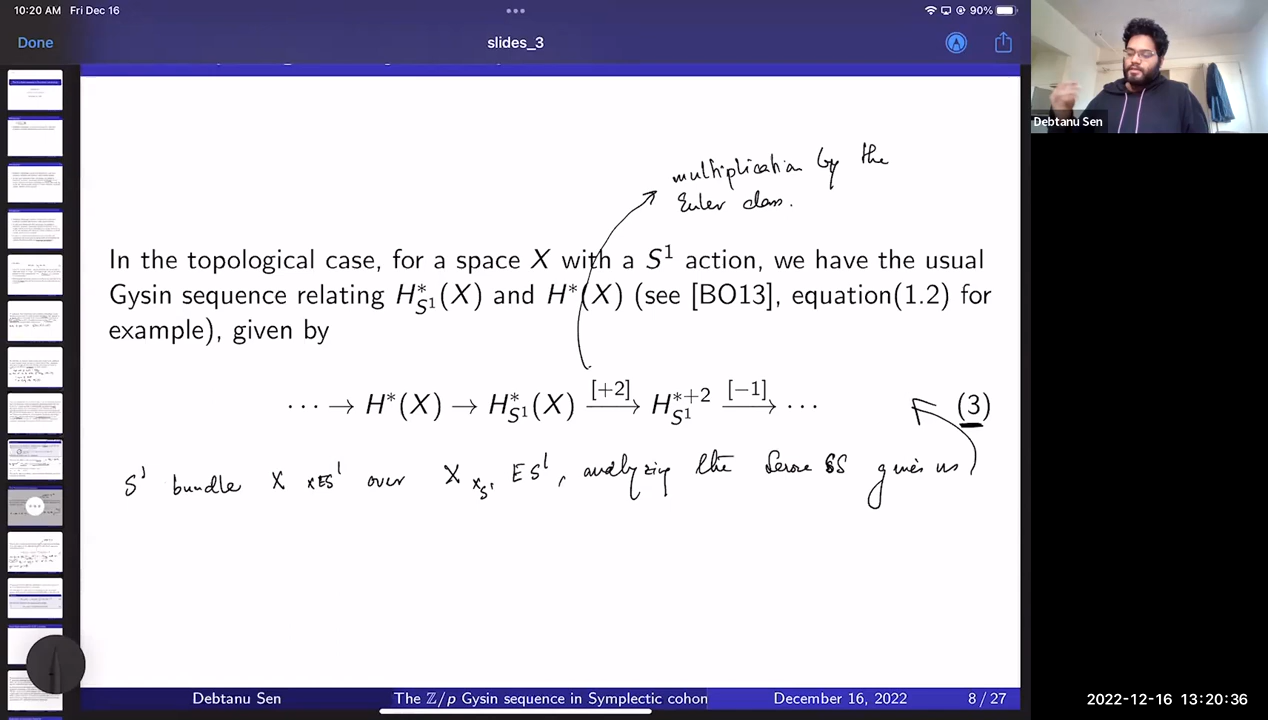 10:20 AM Fri Dec 16
90%
Done
slides_3
Debtanu Sen
multiplication by the
Euler class.
In the topological case, for a space X with a S¹ action, we have the usual
Gysin sequence relating H*_{S¹}(X) and H*(X) (see [BO13], equation(1.2) for
example), given by
··· → H*(X) → H*_{S¹}(X) —[+2]→ H^{*+2}_{S¹} —[−1]→ ··· (3)
S¹ bundle X × ES¹ over X ×_{S¹} ES¹, analyzing the Serre SS gives us
Debtanu Sen The ℤ/p Gysin sequence in Symplectic cohon December 16, 2022 8 / 27
2022-12-16 13:20:36